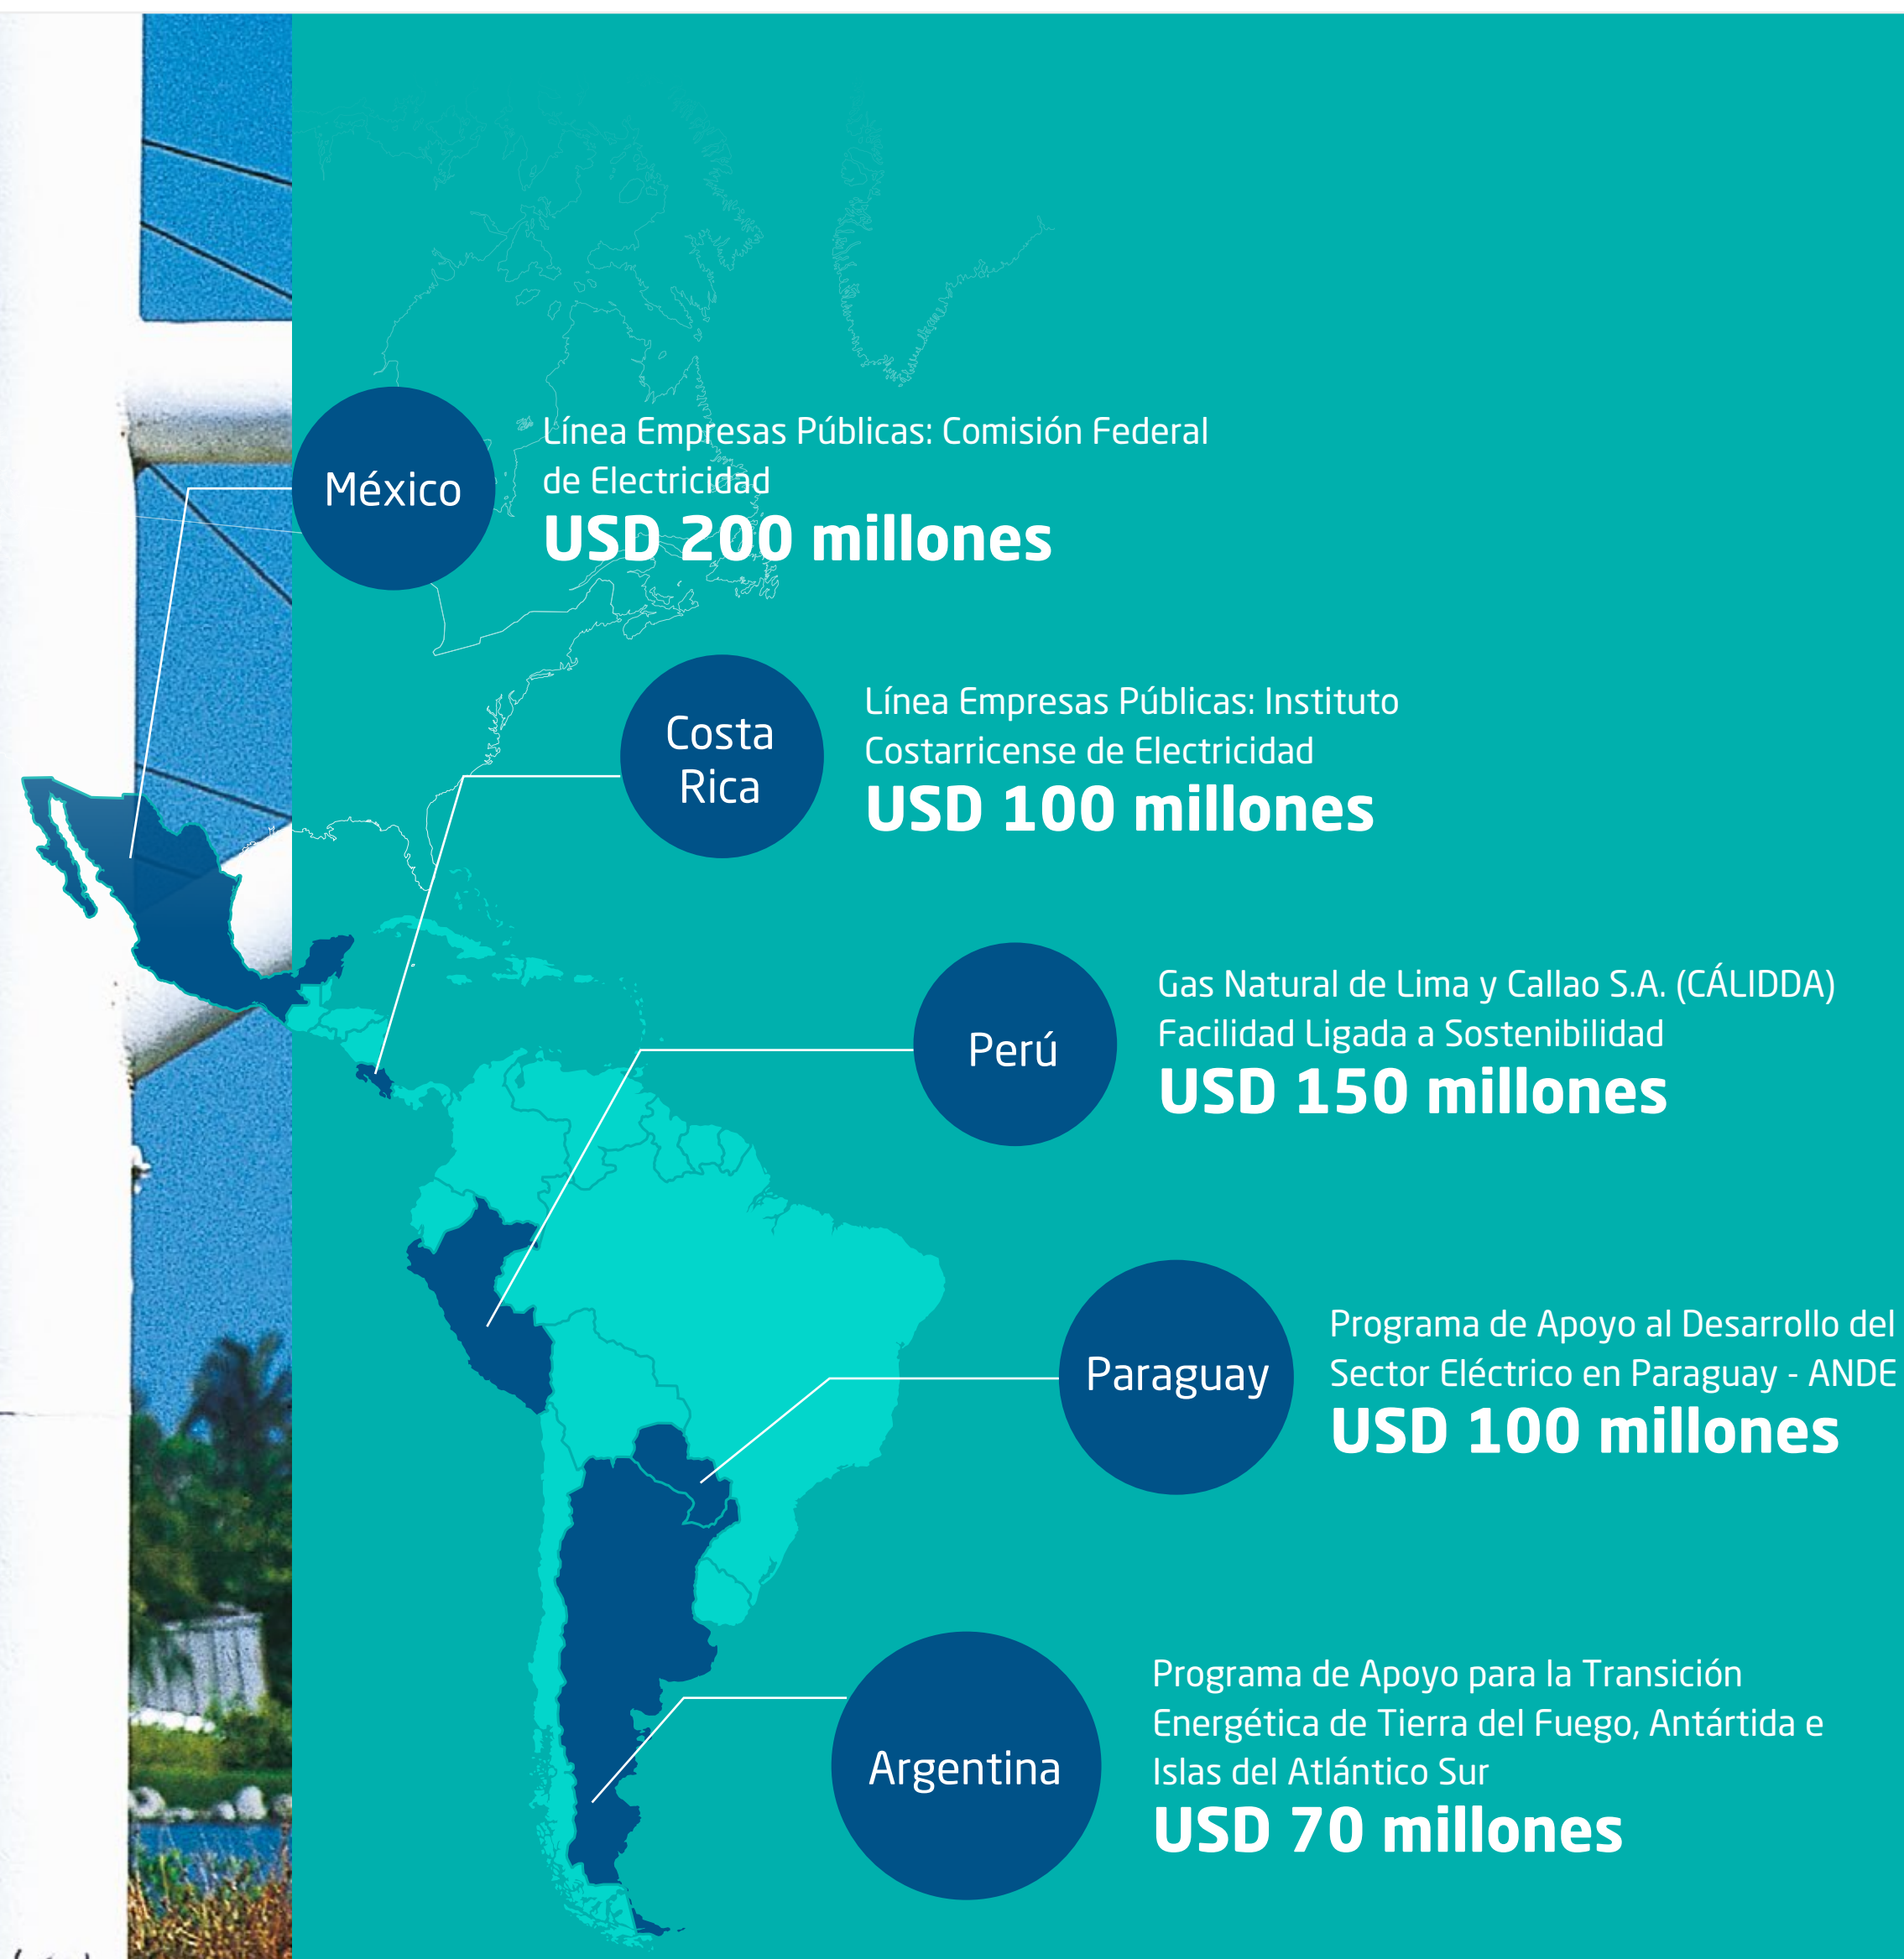 México
Línea Empresas Públicas: Comisión Federal
de Electricidad
USD 200 millones
Costa
Rica
Línea Empresas Públicas: Instituto
Costarricense de Electricidad
USD 100 millones
Perú
Gas Natural de Lima y Callao S.A. (CÁLIDDA)
Facilidad Ligada a Sostenibilidad
USD 150 millones
Paraguay
Programa de Apoyo al Desarrollo del
Sector Eléctrico en Paraguay - ANDE
USD 100 millones
Argentina
Programa de Apoyo para la Transición
Energética de Tierra del Fuego, Antártida e
Islas del Atlántico Sur
USD 70 millones